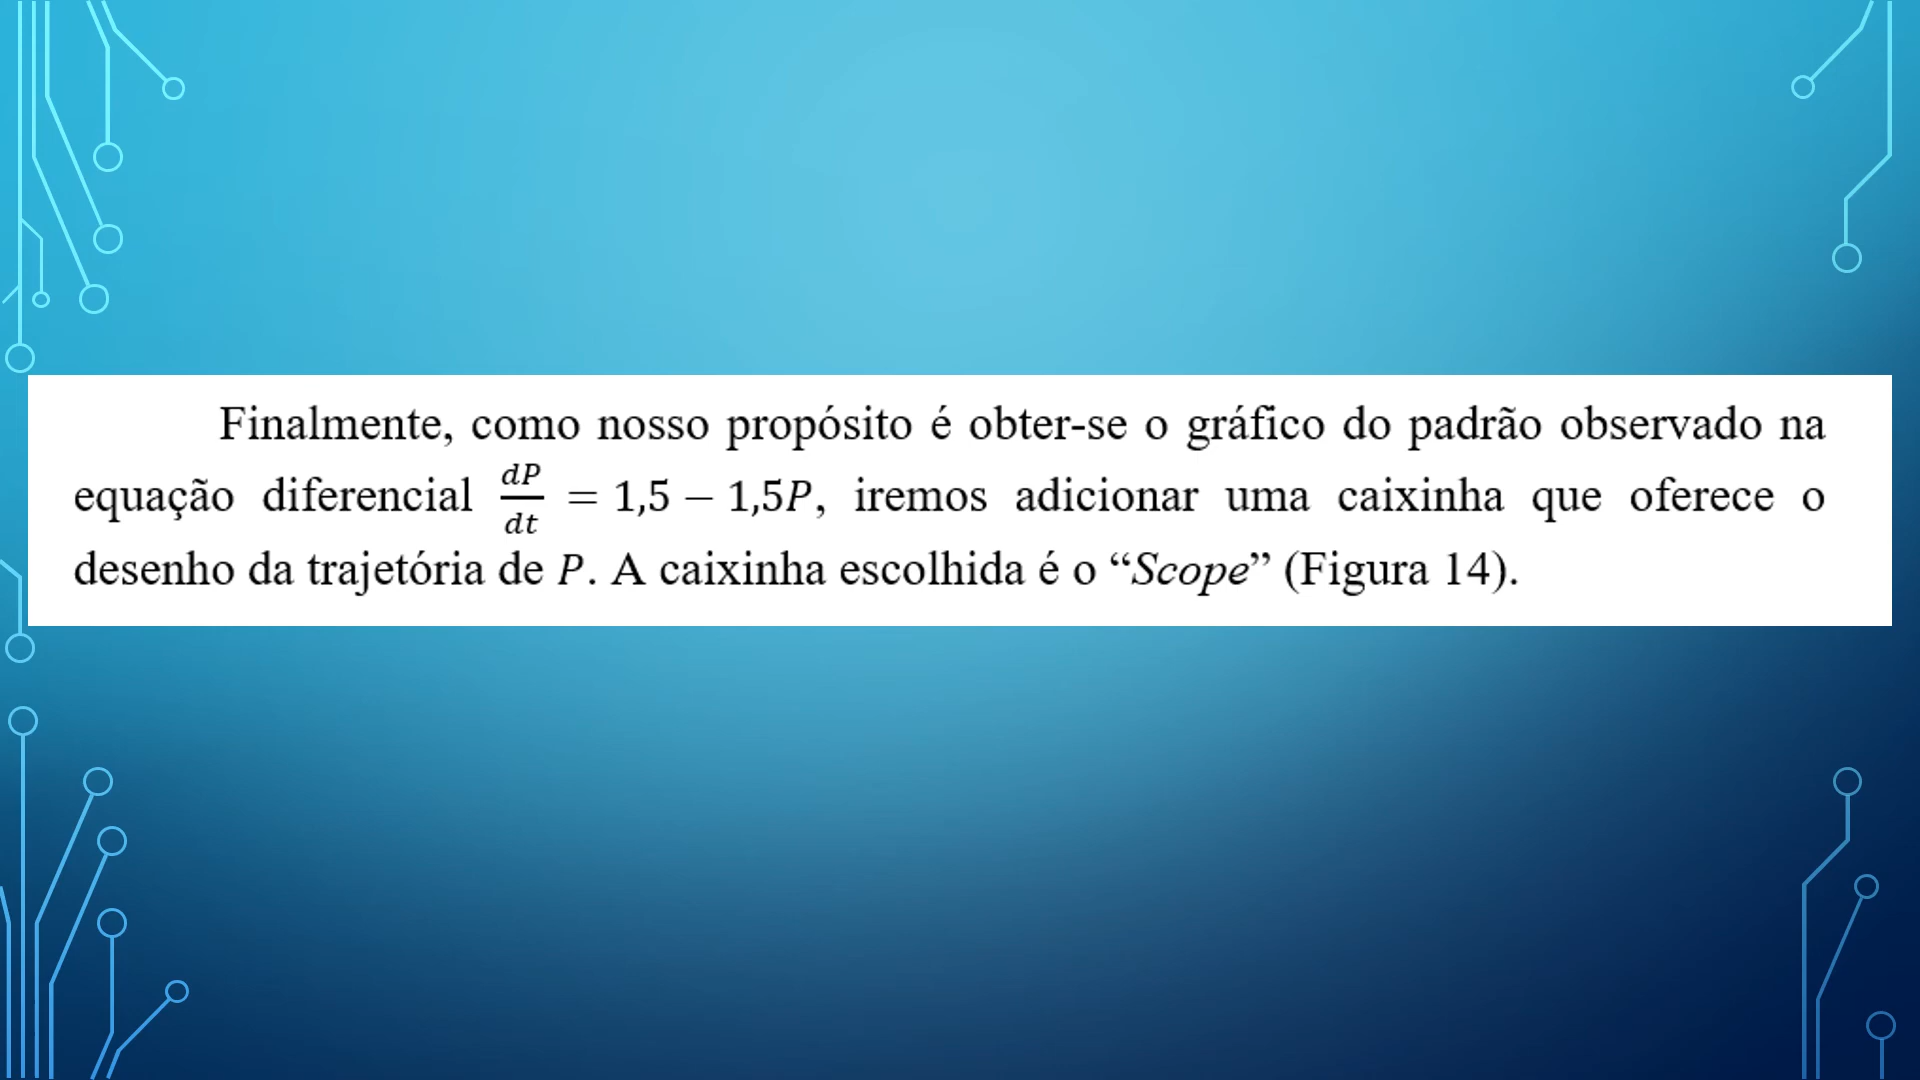 Finalmente, como nosso propósito é obter-se o gráfico do padrão observado na
equação diferencial dP/dt = 1,5 − 1,5P, iremos adicionar uma caixinha que oferece o
desenho da trajetória de P. A caixinha escolhida é o “Scope” (Figura 14).